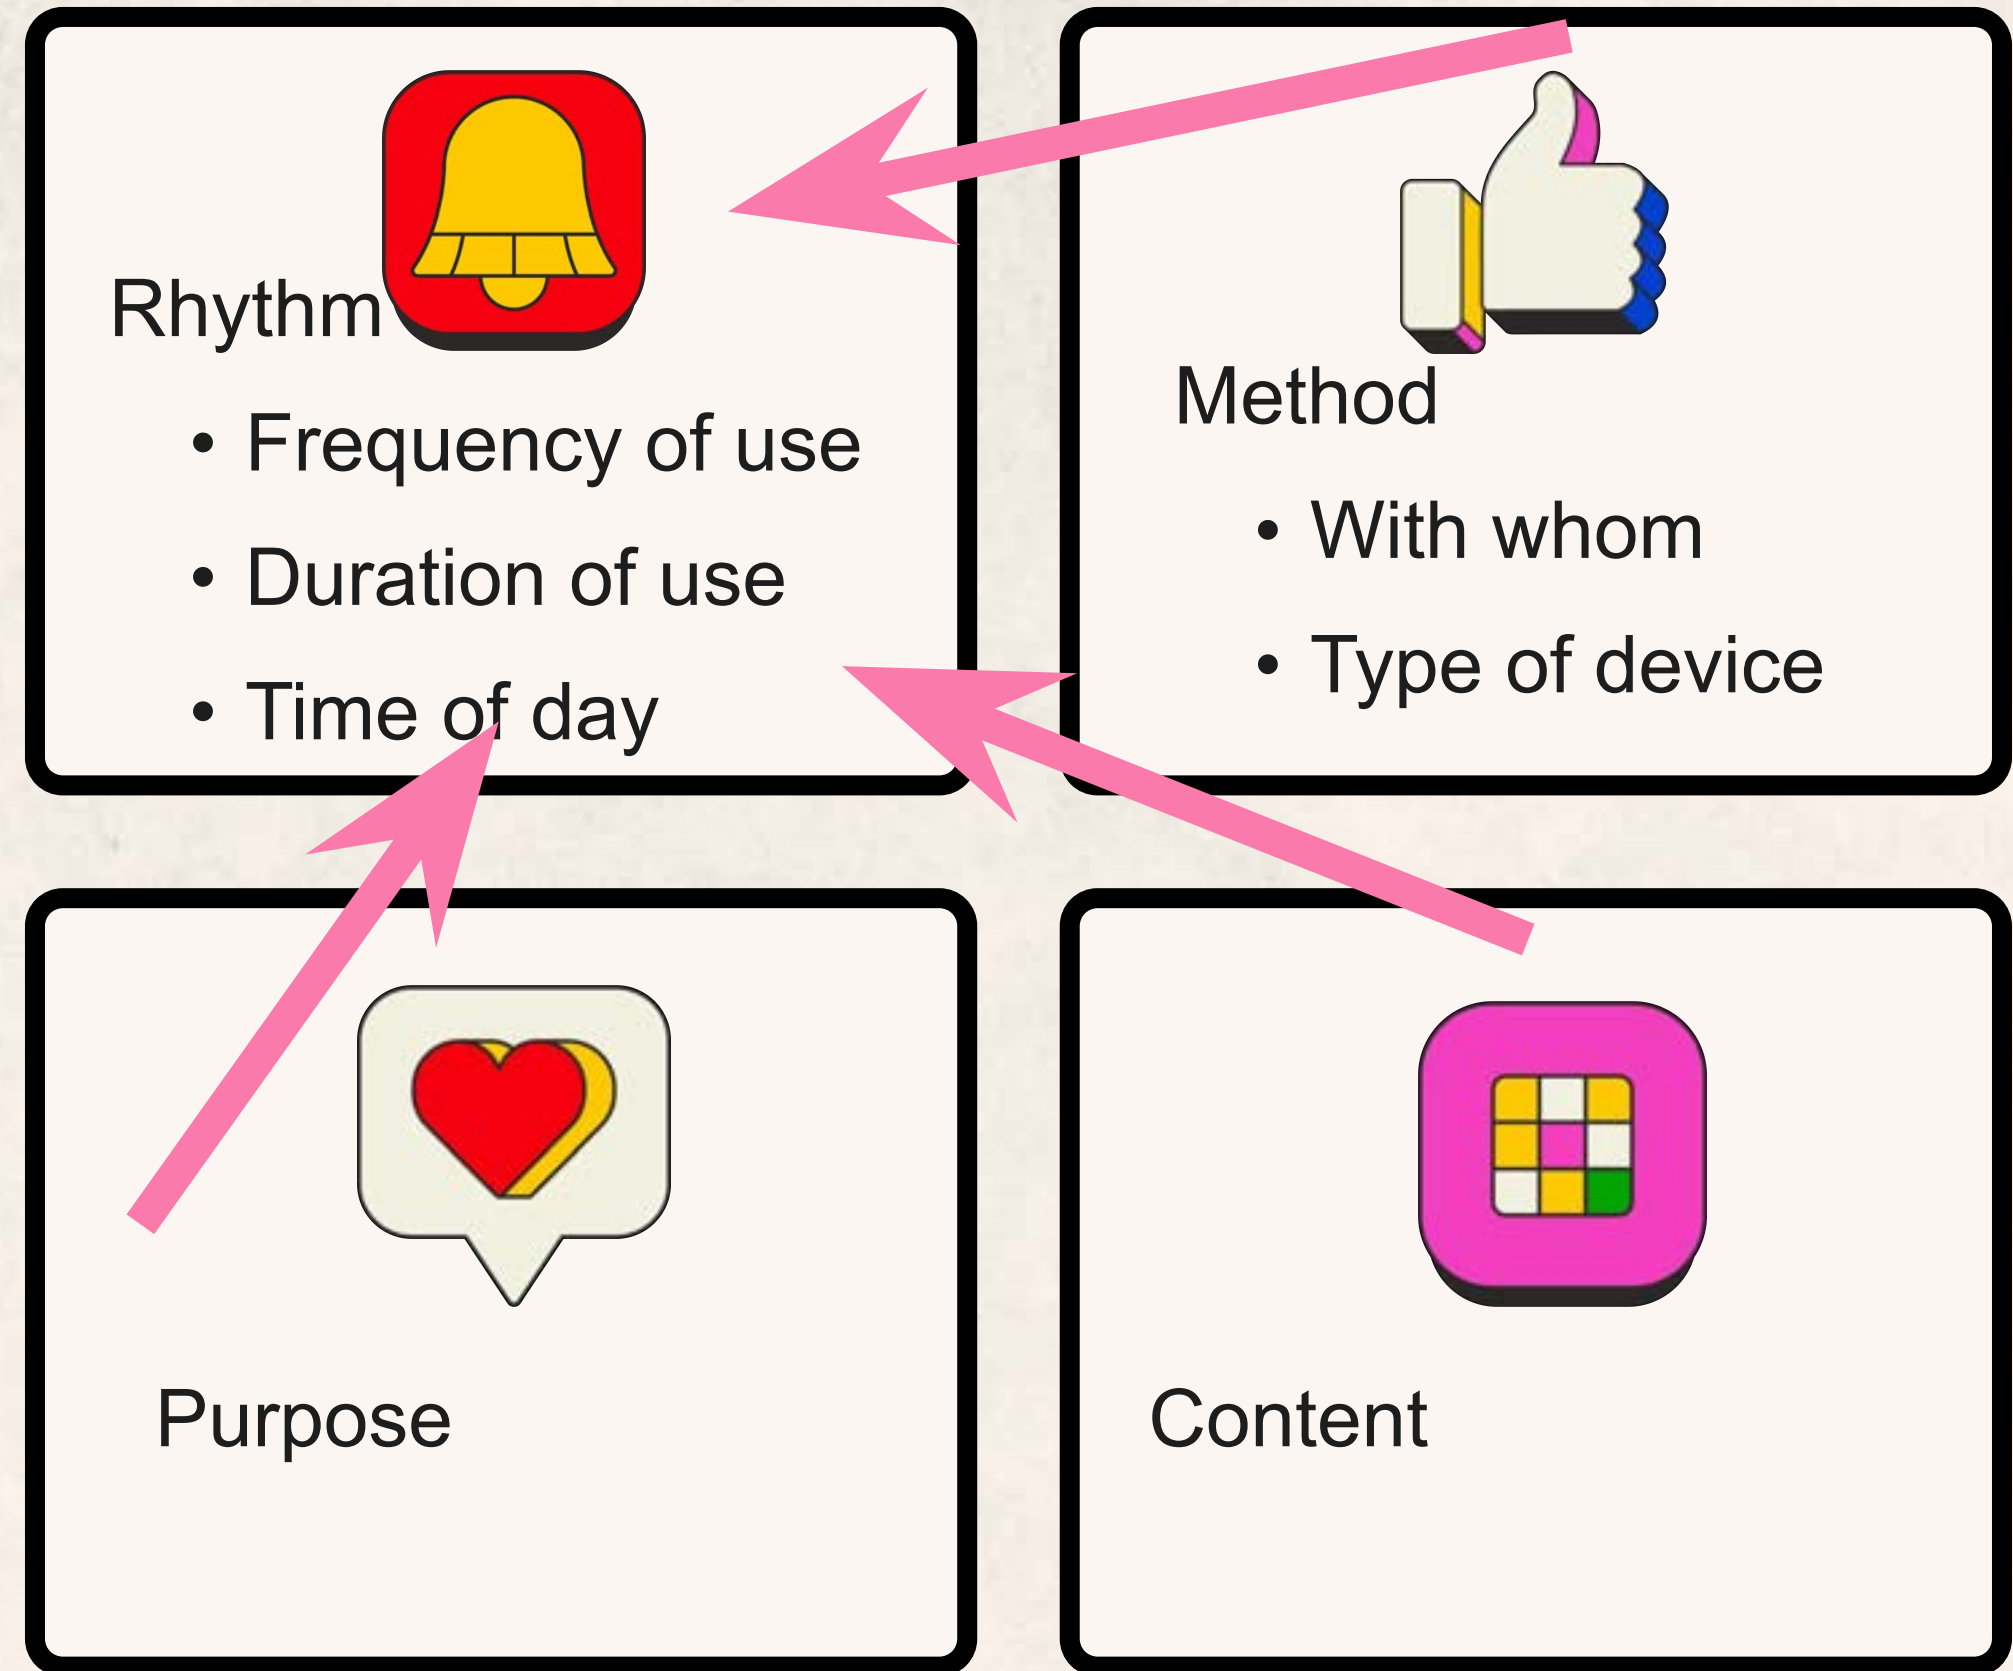 Rhythm
• Frequency of use
• Duration of use
• Time of day
Method
• With whom
• Type of device
Purpose
Content